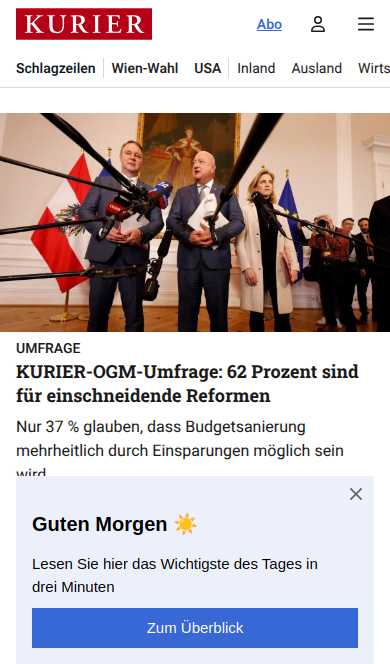 KURIER
Abo
Schlagzeilen
Wien-Wahl
USA
Inland
Ausland
Wirts
UMFRAGE
KURIER-OGM-Umfrage: 62 Prozent sind
für einschneidende Reformen
Nur 37 % glauben, dass Budgetsanierung
mehrheitlich durch Einsparungen möglich sein
wird
Guten Morgen ☀️
Lesen Sie hier das Wichtigste des Tages in
drei Minuten
Zum Überblick